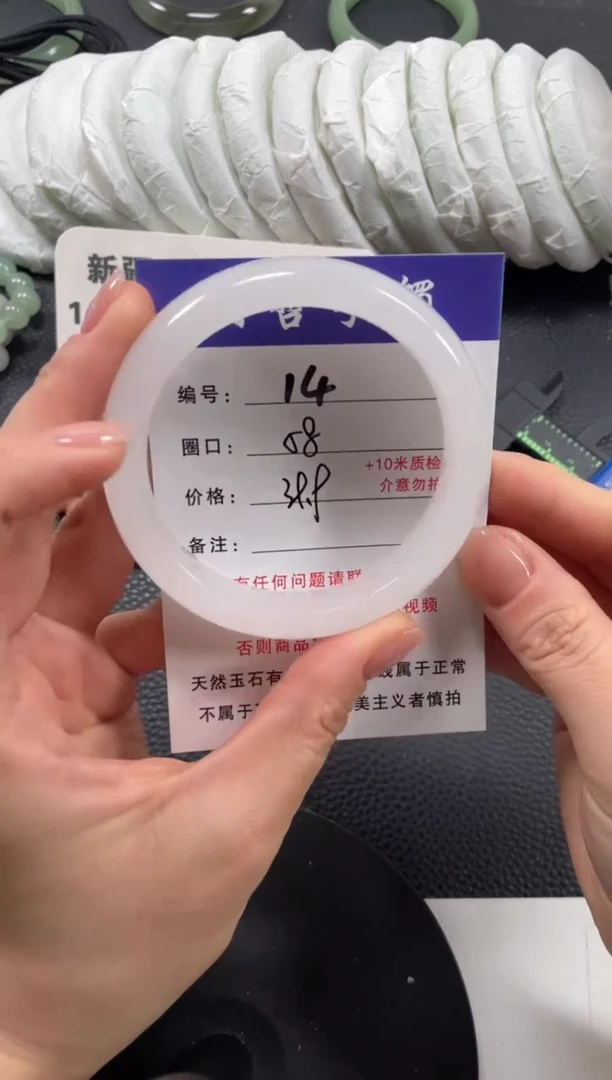 新疆
编号： 14
圈口： 58
+10米质检
价格：
介意勿拍
备注：
有任何问题请联
视频
否则商品
天然玉石有 线属于正常
不属于 美主义者慎拍